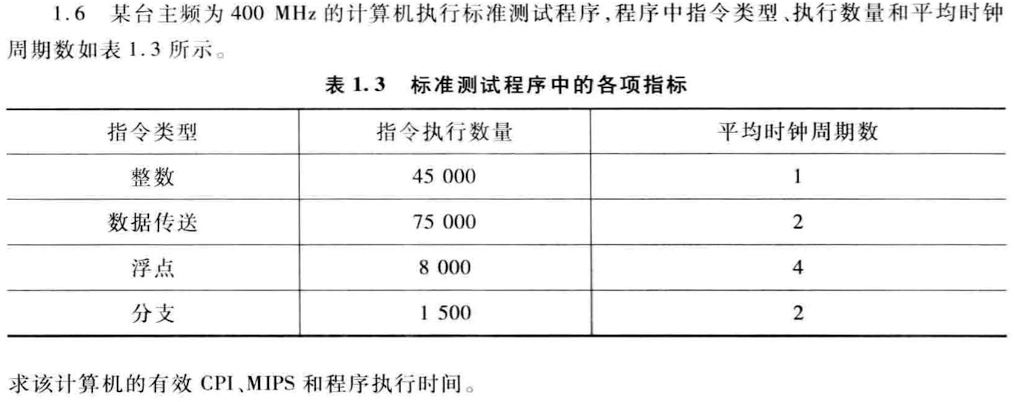 1.6 某台主频为 400 MHz 的计算机执行标准测试程序,程序中指令类型、执行数量和平均时钟
周期数如表 1.3 所示。
表 1.3 标准测试程序中的各项指标
指令类型 指令执行数量 平均时钟周期数
整数 45 000 1
数据传送 75 000 2
浮点 8 000 4
分支 1 500 2
求该计算机的有效 CPI、MIPS 和程序执行时间。